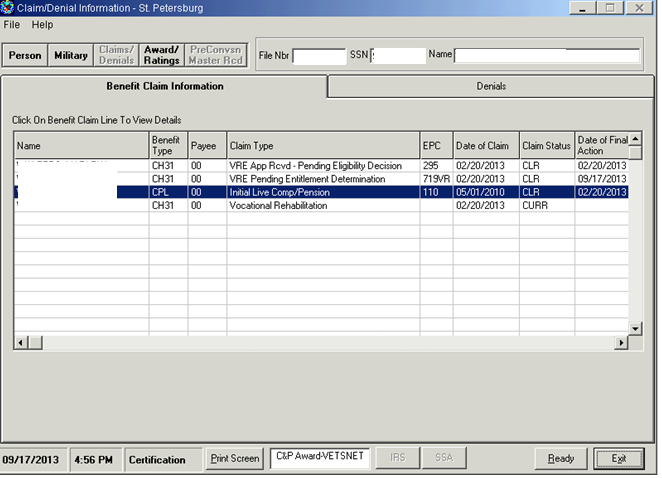 Claim/Denial Information - St. Petersburg
File Help
Person Military Claims/ Denials Award/ Ratings PreConvsn Master Rcd File Nbr SSN Name
Benefit Claim Information Denials
Click On Benefit Claim Line To View Details
Name Benefit Type Payee Claim Type EPC Date of Claim Claim Status Date of Final Action
CH31 00 VRE App Rcvd - Pending Eligibility Decision 295 02/20/2013 CLR 02/20/2013
CH31 00 VRE Pending Entitlement Determination 719VR 02/20/2013 CLR 09/17/2013
CPL 00 Initial Live Comp/Pension 110 05/01/2010 CLR 02/20/2013
CH31 00 Vocational Rehabilitation 02/20/2013 CURR
09/17/2013 4:56 PM Certification Print Screen C&P Award-VETSNET IRS SSA Ready Exit